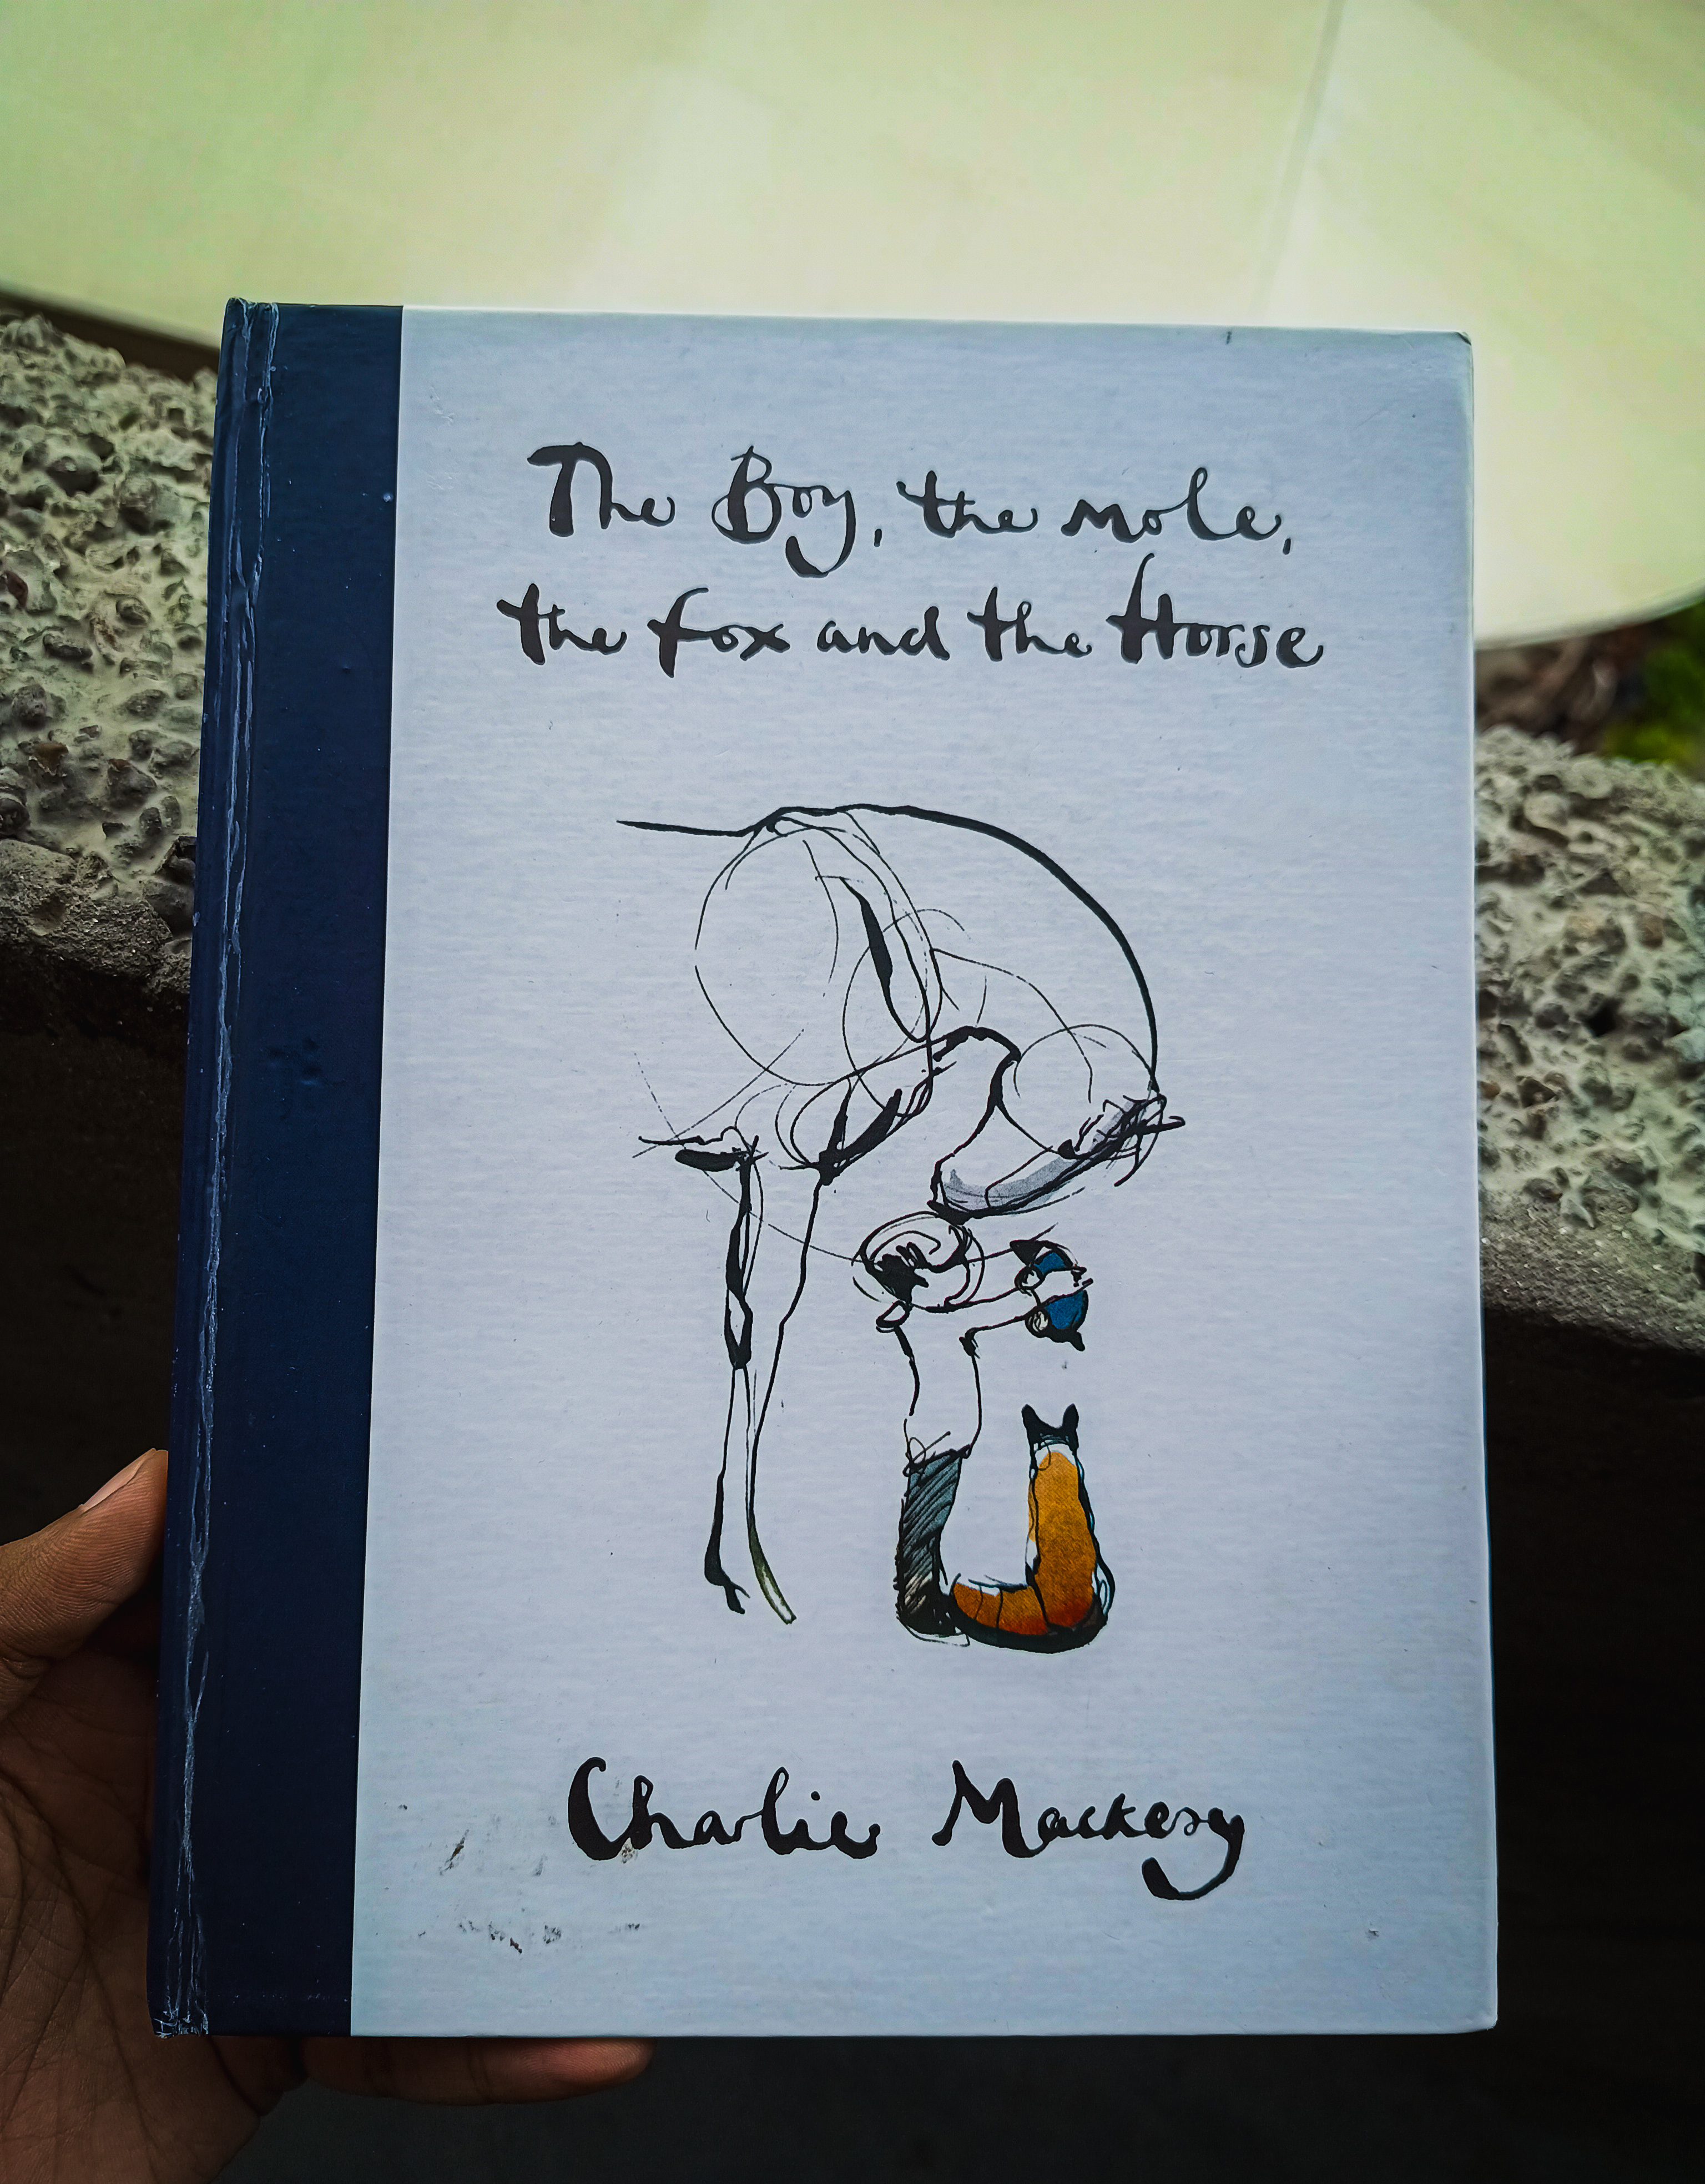 The Boy, the mole,
the fox and the Horse
Charlie Mackesy